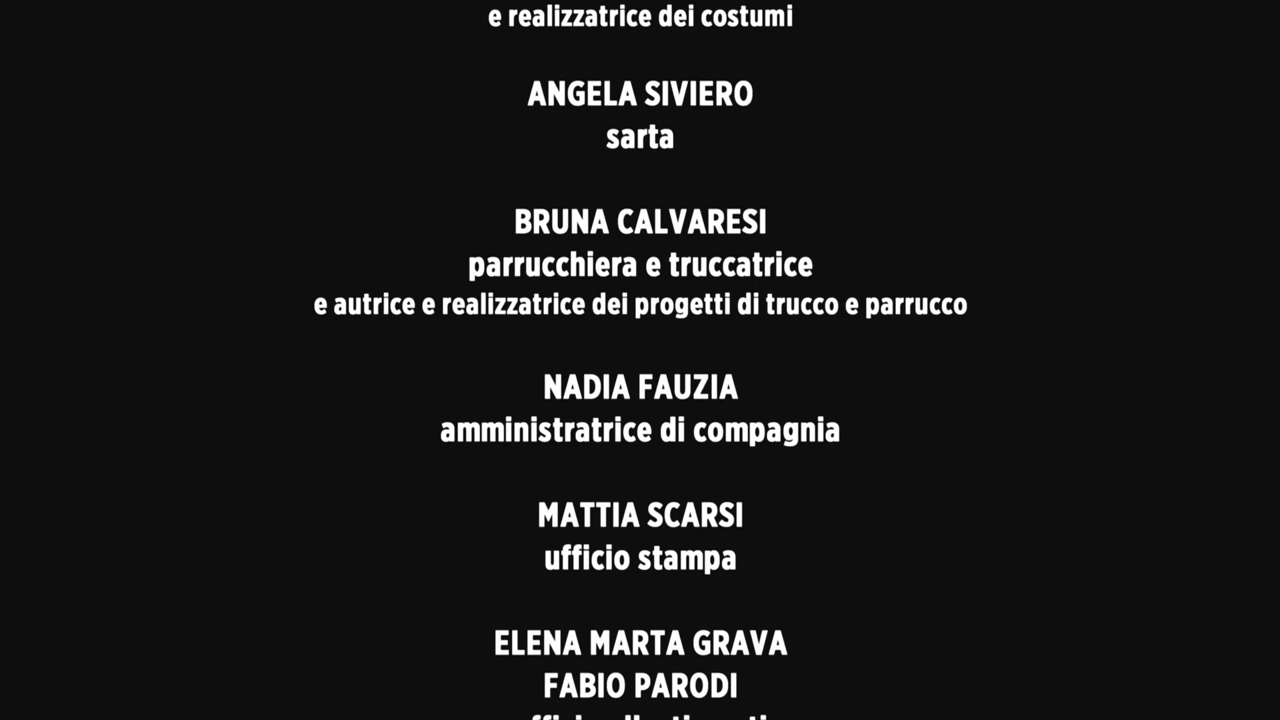 e realizzatrice dei costumi
ANGELA SIVIERO
sarta
BRUNA CALVARESI
parrucchiera e truccatrice
e autrice e realizzatrice dei progetti di trucco e parrucco
NADIA FAUZIA
amministratrice di compagnia
MATTIA SCARSI
ufficio stampa
ELENA MARTA GRAVA
FABIO PARODI